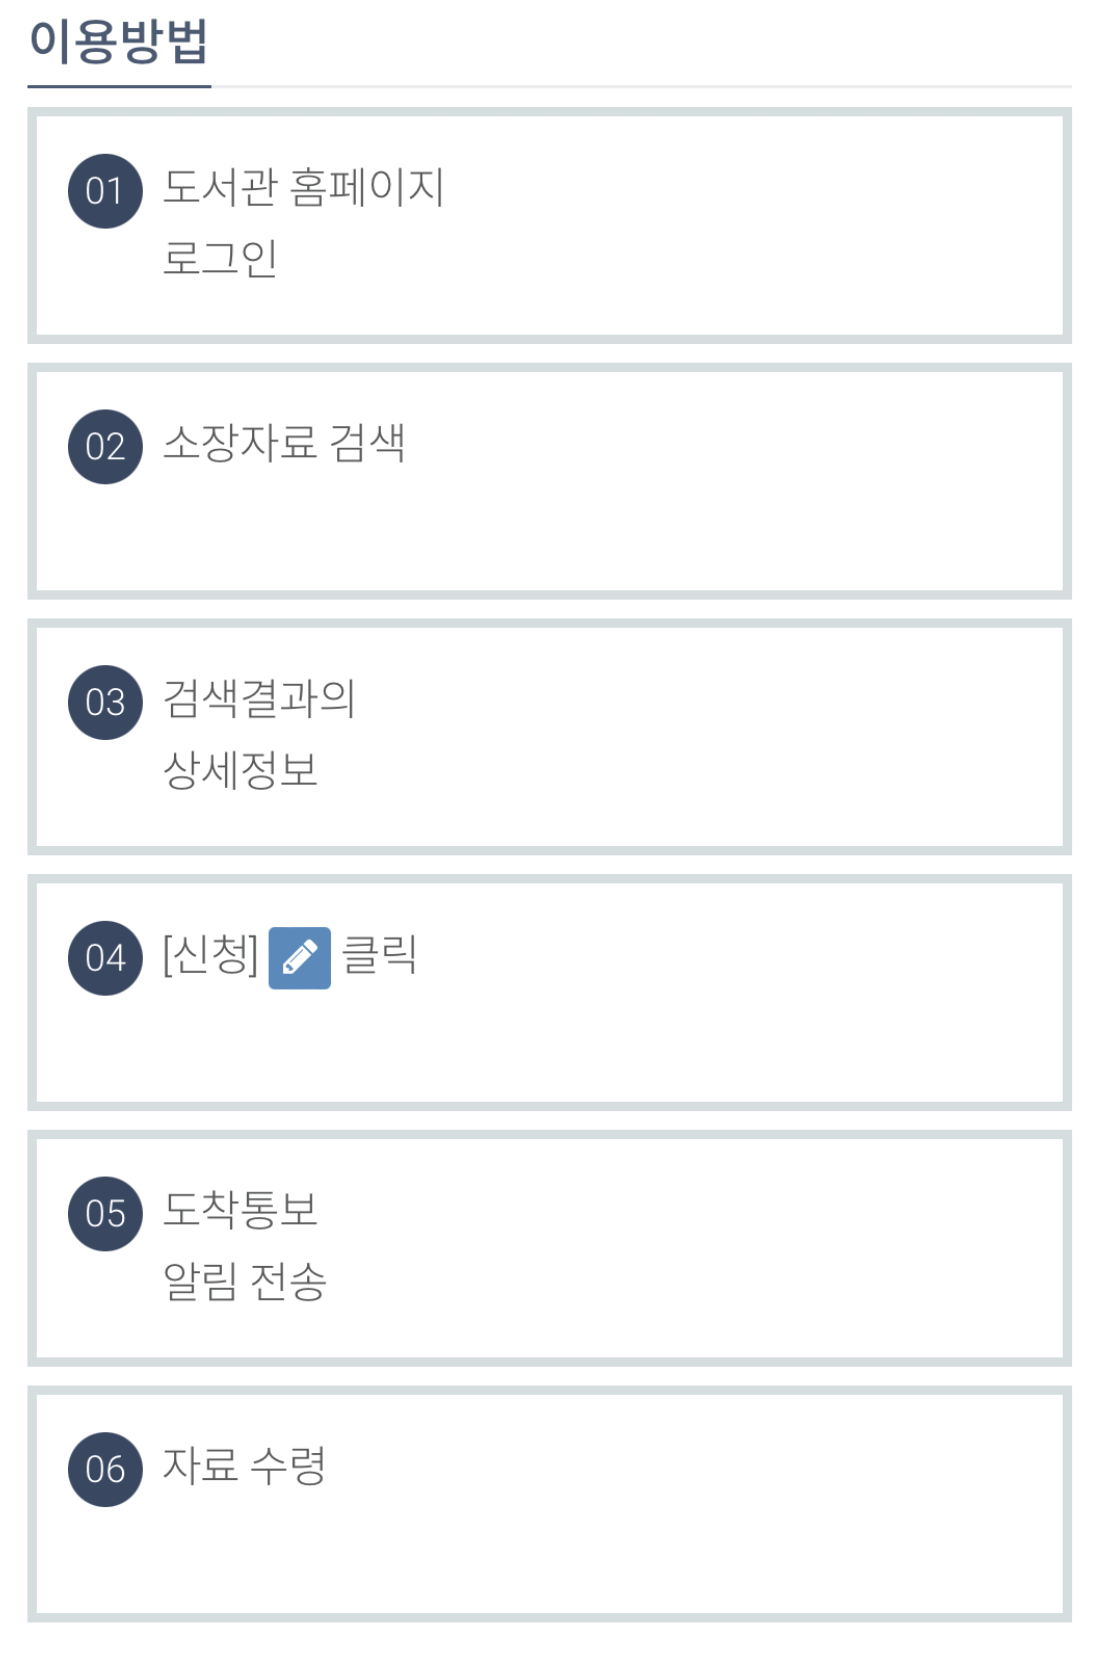 이용방법
01 도서관 홈페이지
로그인
02 소장자료 검색
03 검색결과의
상세정보
04 [신청] 클릭
05 도착통보
알림 전송
06 자료 수령